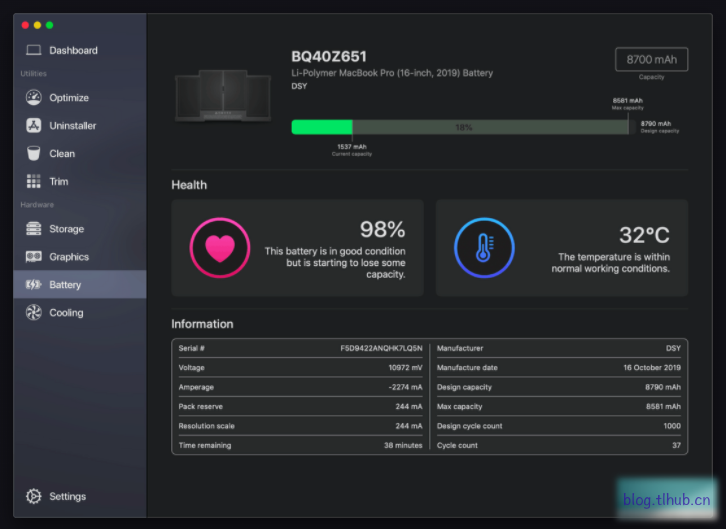 Dashboard
Utilities
Optimize
Uninstaller
Clean
Trim
Hardware
Storage
Graphics
Battery
Cooling
Settings
BQ40Z651
Li-Polymer MacBook Pro (16-inch, 2019) Battery
DSY
8700 mAh
Capacity
8581 mAh
Max capacity
18%
8790 mAh
Design capacity
1537 mAh
Current capacity
Health
98%
This battery is in good condition
but is starting to lose some
capacity.
32°C
The temperature is within
normal working conditions.
Information
Serial # F5D9422ANQHK7LQ5N
Voltage 10972 mV
Amperage -2274 mA
Pack reserve 244 mA
Resolution scale 244 mA
Time remaining 38 minutes
Manufacturer DSY
Manufacture date 16 October 2019
Design capacity 8790 mAh
Max capacity 8581 mAh
Design cycle count 1000
Cycle count 37
blog.tlhub.cn